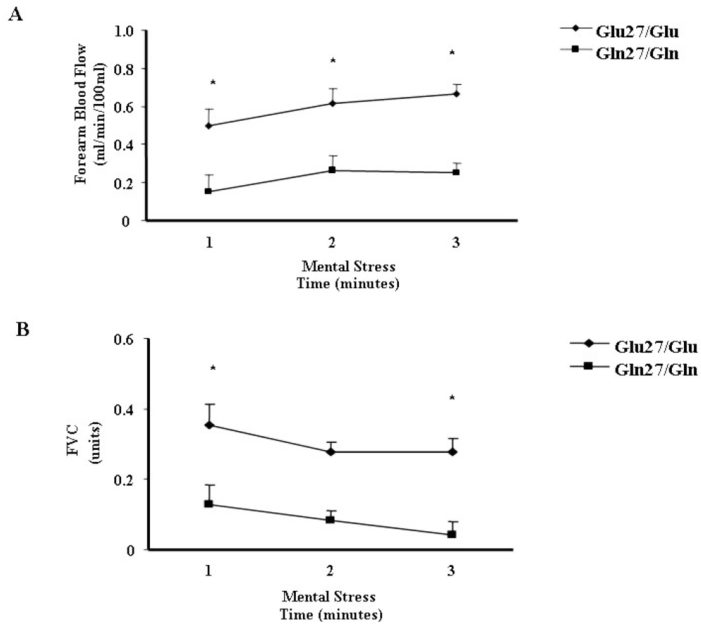 A
1.0
0.8
0.6
0.4
0.2
0
Forearm Blood Flow
(ml/min/100ml)
*
*
*
Glu27/Glu
Gln27/Gln
1 2 3
Mental Stress
Time (minutes)
B
0.6
0.4
0.2
0
FVC
(units)
*
*
Glu27/Glu
Gln27/Gln
1 2 3
Mental Stress
Time (minutes)